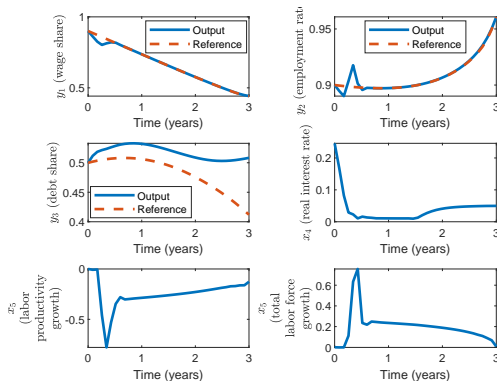 1
0.5
0
1
2
3
Time (years)
y₁ (wage share)
Output
Reference
0.95
0.9
0
1
2
3
Time (years)
y₂ (employment rate)
Output
Reference
0.5
0.45
0.4
0
1
2
3
Time (years)
y₃ (debt share)
Output
Reference
0.2
0.1
0
0
1
2
3
Time (years)
x₄ (real interest rate)
0
-0.5
0
1
2
3
Time (years)
x₅
(labor
productivity
growth)
0.6
0.4
0.2
0
0
1
2
3
Time (years)
x₅
(total
labor force
growth)